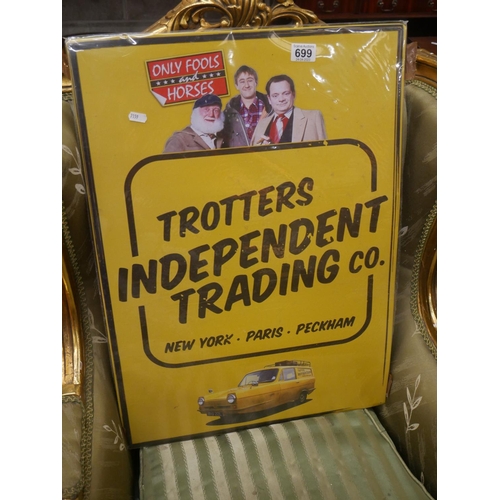 699
ONLY FOOLS
and
HORSES
TROTTERS
INDEPENDENT
TRADING CO.
NEW YORK · PARIS · PECKHAM